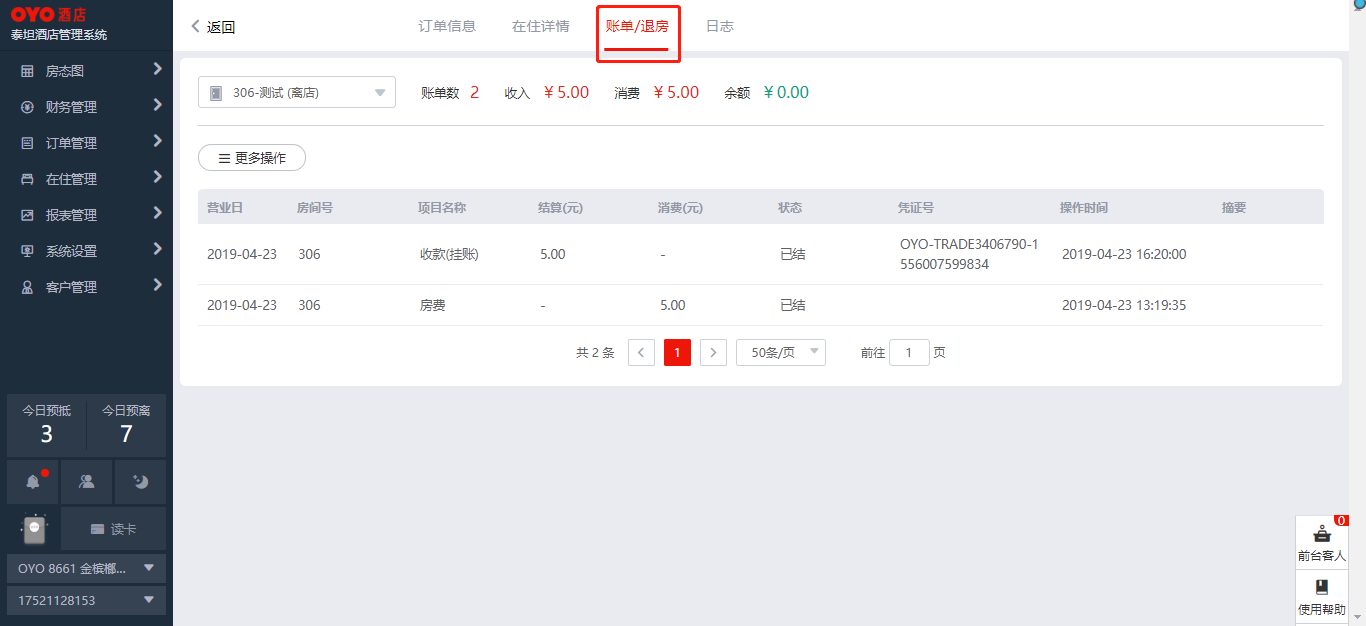 OYO 酒店
泰坦酒店管理系统
房态图
财务管理
订单管理
在住管理
报表管理
系统设置
客户管理
今日预抵
3
今日预离
7
读卡
OYO 8661 金槟榔...
17521128153
返回
订单信息
在住详情
账单/退房
日志
306-测试 (离店)
账单数 2 收入 ¥5.00 消费 ¥5.00 余额 ¥0.00
更多操作
营业日 房间号 项目名称 结算(元) 消费(元) 状态 凭证号 操作时间 摘要
2019-04-23 306 收款(挂账) 5.00 - 已结 OYO-TRADE3406790-1 2019-04-23 16:20:00
556007599834
2019-04-23 306 房费 - 5.00 已结 2019-04-23 13:19:35
共 2 条 1 50条/页 前往 1 页
0
前台客人
使用帮助